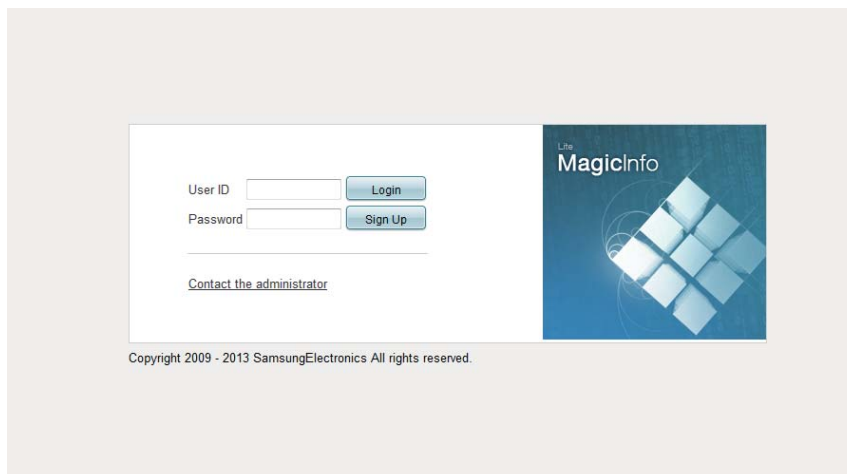 Lite
MagicInfo
User ID
Login
Password
Sign Up
Contact the administrator
Copyright 2009 - 2013 SamsungElectronics All rights reserved.